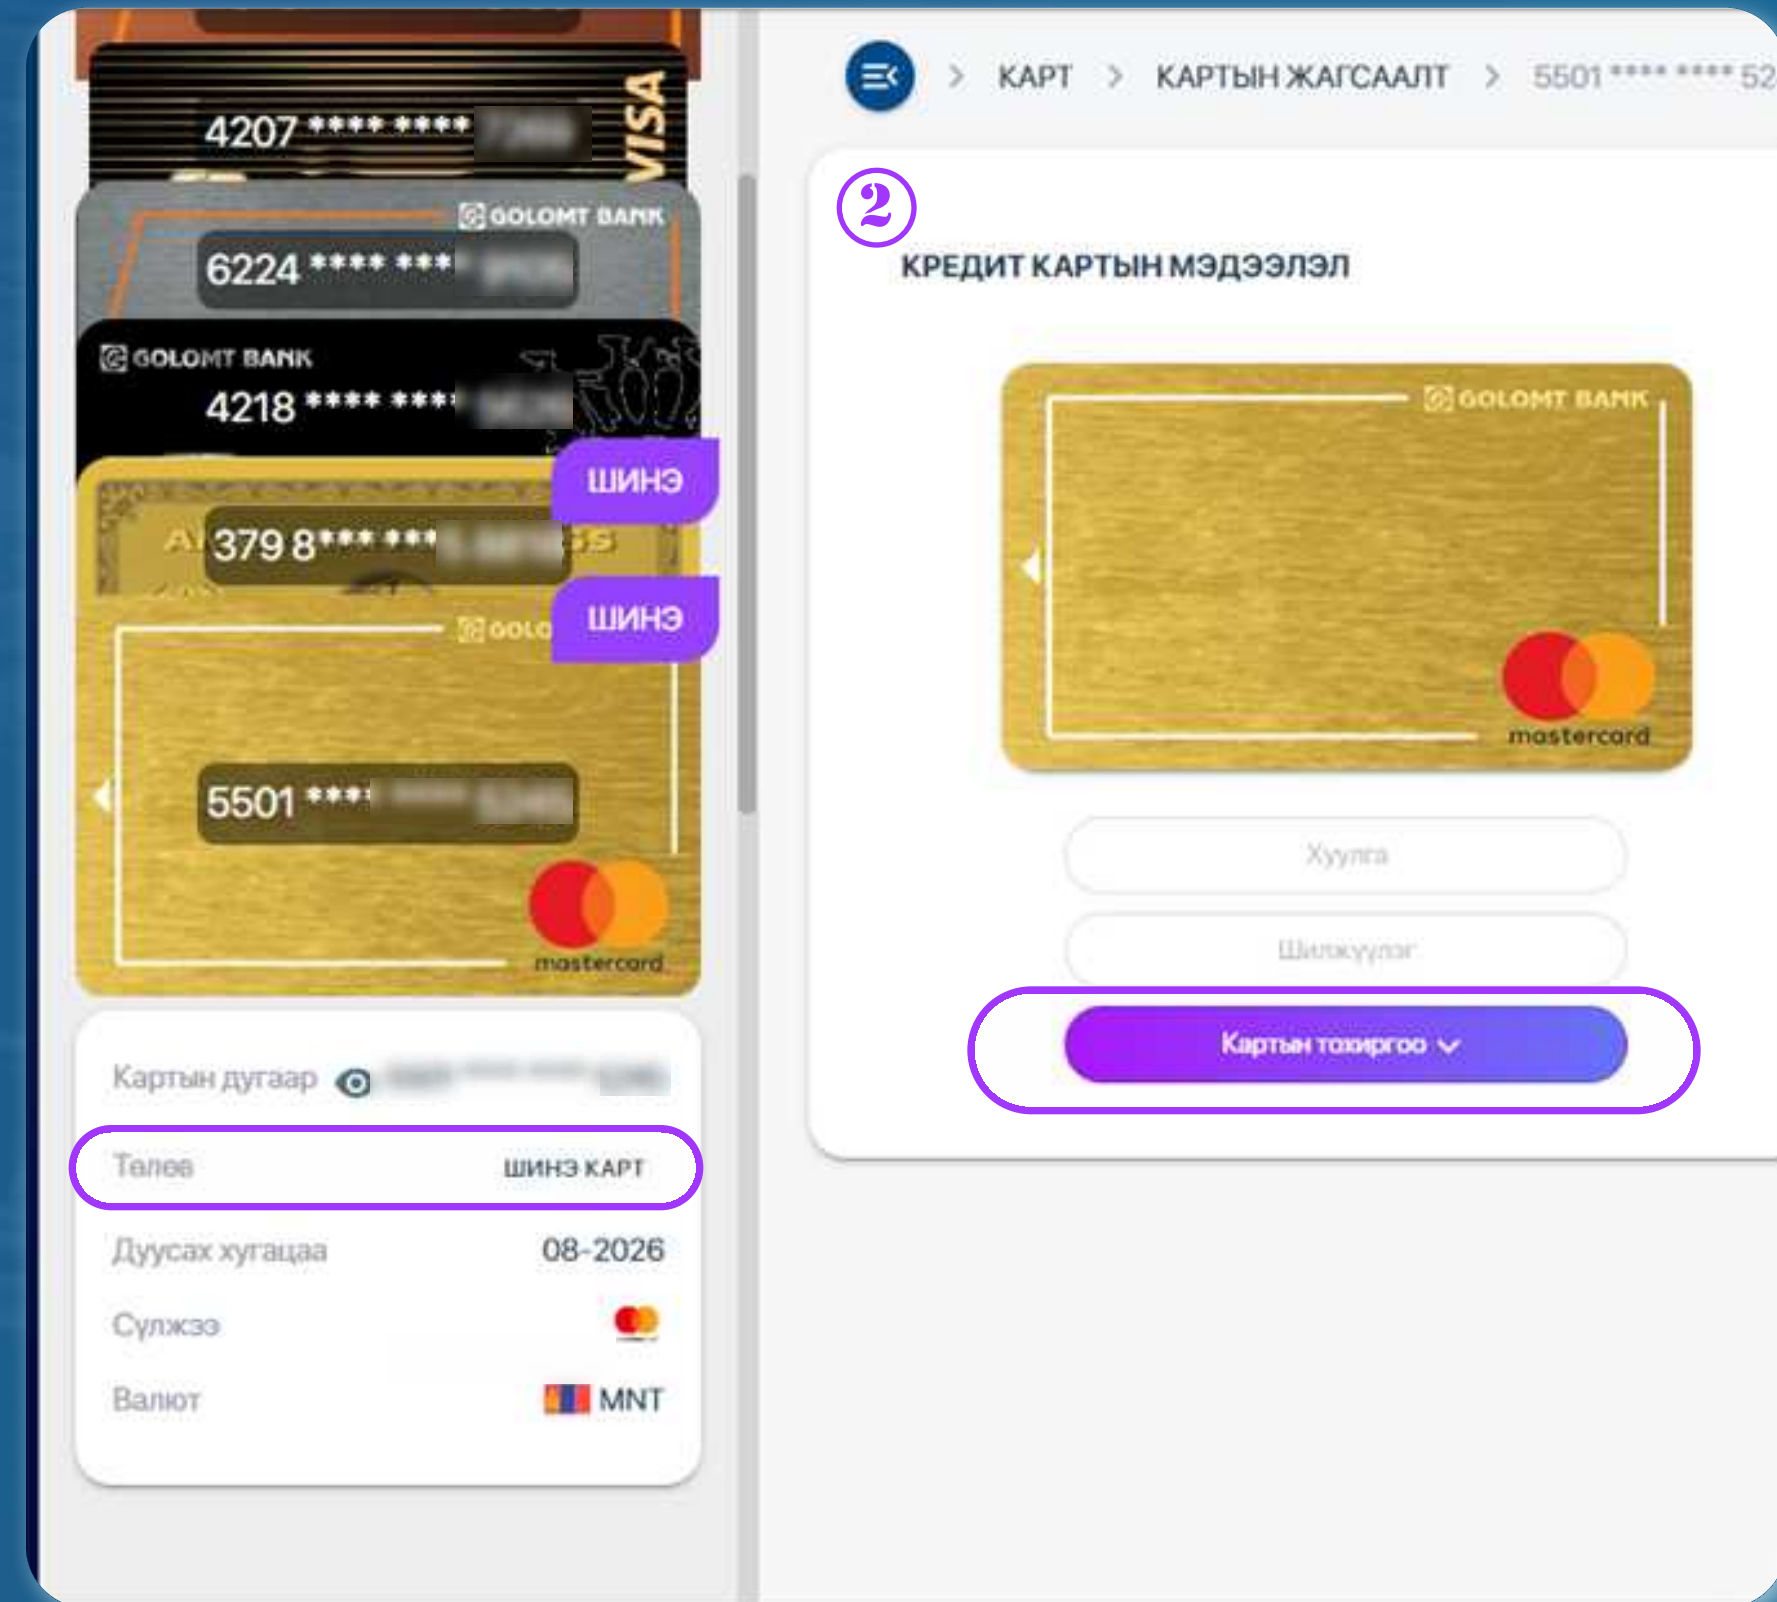 VISA
4207 **** ****
GOLOMT BANK
6224 **** ****
GOLOMT BANK
4218 **** ****
ШИНЭ
379 8*** ***
ШИНЭ
GOLO
5501 ****
mastercard
Картын дугаар
Төлөв ШИНЭ КАРТ
Дуусах хугацаа 08-2026
Сүлжээ
Валют MNT
> КАРТ > КАРТЫН ЖАГСААЛТ > 5501 **** **** 52
2
КРЕДИТ КАРТЫН МЭДЭЭЛЭЛ
GOLOMT BANK
mastercard
Хуулга
Шилжүүлэг
Картын тохиргоо